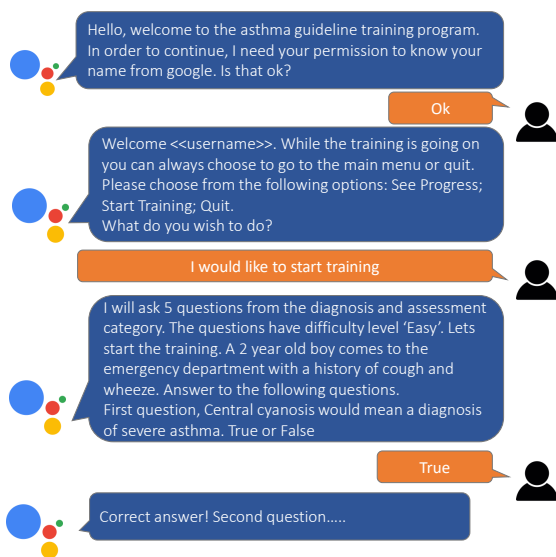 Hello, welcome to the asthma guideline training program.
In order to continue, I need your permission to know your
name from google. Is that ok?
Ok
Welcome <<username>>. While the training is going on
you can always choose to go to the main menu or quit.
Please choose from the following options: See Progress;
Start Training; Quit.
What do you wish to do?
I would like to start training
I will ask 5 questions from the diagnosis and assessment
category. The questions have difficulty level ‘Easy’. Lets
start the training. A 2 year old boy comes to the
emergency department with a history of cough and
wheeze. Answer to the following questions.
First question, Central cyanosis would mean a diagnosis
of severe asthma. True or False
True
Correct answer! Second question.....